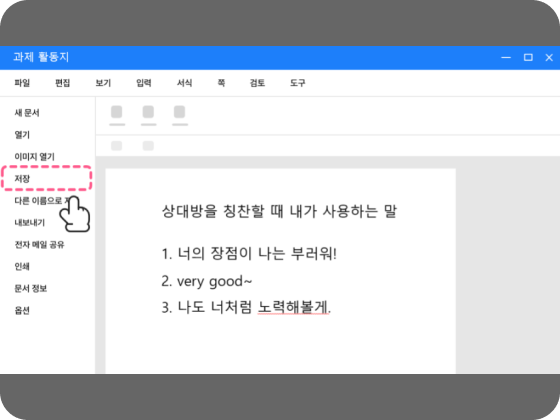 과제 활동지
파일 편집 보기 입력 서식 쪽 검토 도구
새 문서
열기
이미지 열기
저장
다른 이름으로
내보내기
전자 메일 공유
인쇄
문서 정보
옵션
상대방을 칭찬할 때 내가 사용하는 말
1. 너의 장점이 나는 부러워!
2. very good~
3. 나도 너처럼 노력해볼게.